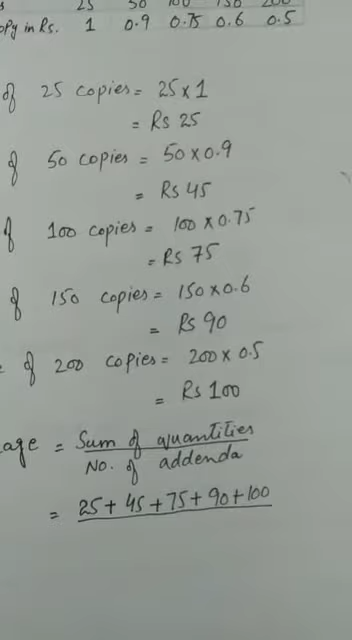 25 50 100 150 200
opy in Rs. 1 0.9 0.75 0.6 0.5
of 25 copies = 25 x 1
= Rs 25
of 50 copies = 50 x 0.9
= Rs 45
of 100 copies = 100 x 0.75
= Rs 75
of 150 copies = 150 x 0.6
= Rs 90
of 200 copies = 200 x 0.5
= Rs 100
age = Sum of quantities
No. of addenda
= 25 + 45 + 75 + 90 + 100